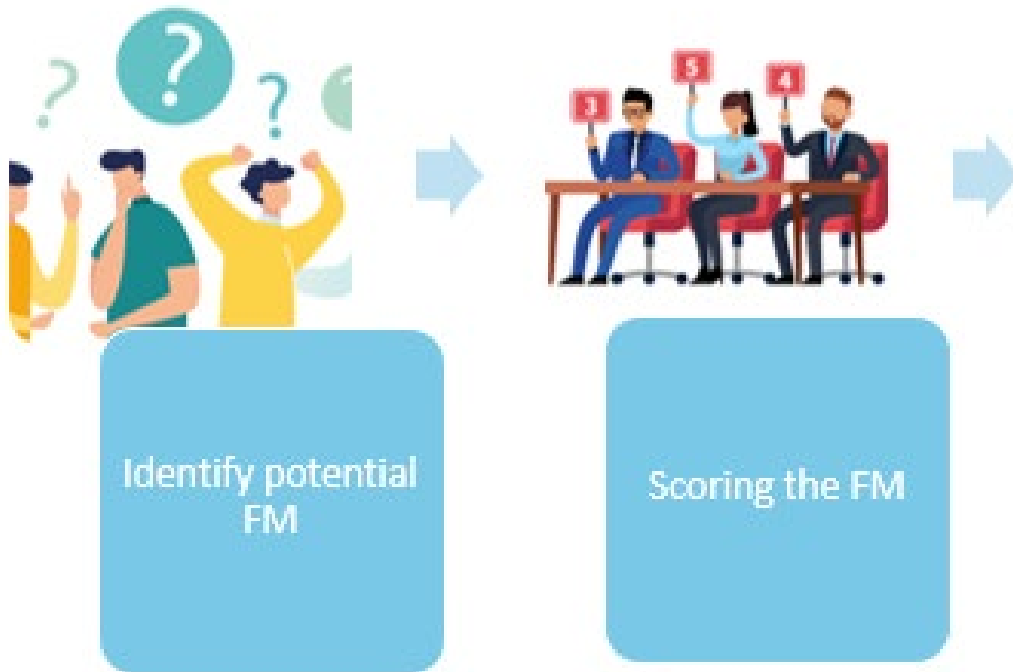 ? ? ? ?
3 5 4
Identify potential
FM
Scoring the FM